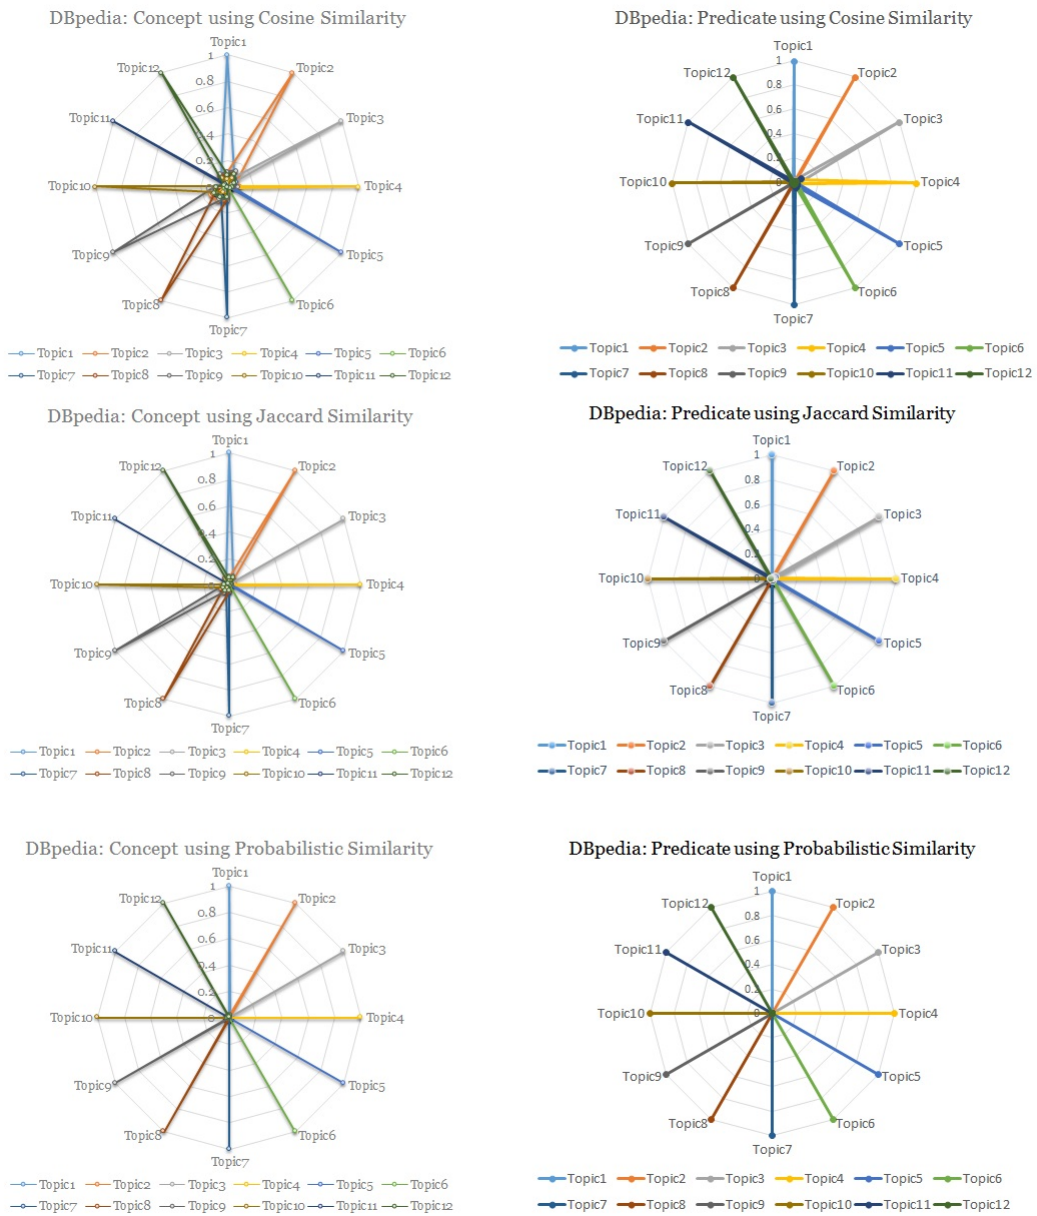 DBpedia: Concept using Cosine Similarity
Topic1
Topic2
Topic3
Topic4
Topic5
Topic6
Topic7
Topic8
Topic9
Topic10
Topic11
Topic12
1
0.8
0.6
0.4
0.2
Topic1 Topic2 Topic3 Topic4 Topic5 Topic6
Topic7 Topic8 Topic9 Topic10 Topic11 Topic12
DBpedia: Predicate using Cosine Similarity
Topic1
Topic2
Topic3
Topic4
Topic5
Topic6
Topic7
Topic8
Topic9
Topic10
Topic11
Topic12
1
0.8
0.6
0.4
0.2
0
Topic1 Topic2 Topic3 Topic4 Topic5 Topic6
Topic7 Topic8 Topic9 Topic10 Topic11 Topic12
DBpedia: Concept using Jaccard Similarity
Topic1
Topic2
Topic3
Topic4
Topic5
Topic6
Topic7
Topic8
Topic9
Topic10
Topic11
Topic12
1
0.8
0.6
0.4
0.2
Topic1 Topic2 Topic3 Topic4 Topic5 Topic6
Topic7 Topic8 Topic9 Topic10 Topic11 Topic12
DBpedia: Predicate using Jaccard Similarity
Topic1
Topic2
Topic3
Topic4
Topic5
Topic6
Topic7
Topic8
Topic9
Topic10
Topic11
Topic12
1
0.8
0.6
0.4
0.2
0
Topic1 Topic2 Topic3 Topic4 Topic5 Topic6
Topic7 Topic8 Topic9 Topic10 Topic11 Topic12
DBpedia: Concept using Probabilistic Similarity
Topic1
Topic2
Topic3
Topic4
Topic5
Topic6
Topic7
Topic8
Topic9
Topic10
Topic11
Topic12
1
0.8
0.6
0.4
0.2
0
Topic1 Topic2 Topic3 Topic4 Topic5 Topic6
Topic7 Topic8 Topic9 Topic10 Topic11 Topic12
DBpedia: Predicate using Probabilistic Similarity
Topic1
Topic2
Topic3
Topic4
Topic5
Topic6
Topic7
Topic8
Topic9
Topic10
Topic11
Topic12
1
0.8
0.6
0.4
0.2
0
Topic1 Topic2 Topic3 Topic4 Topic5 Topic6
Topic7 Topic8 Topic9 Topic10 Topic11 Topic12